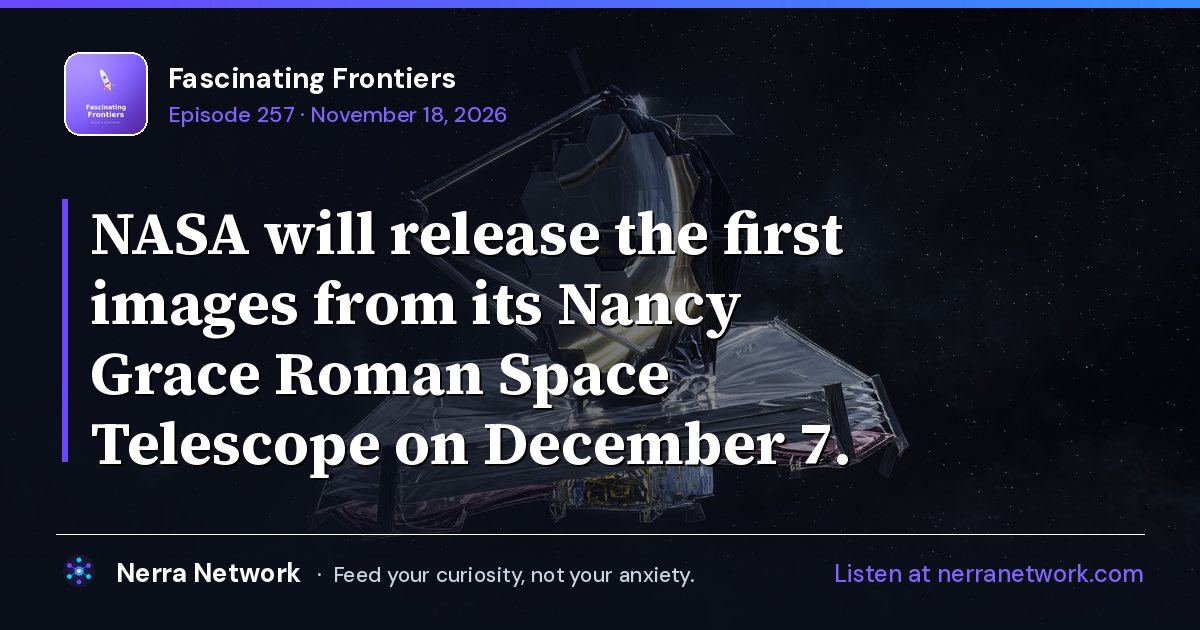 Fascinating Frontiers
Fascinating
Frontiers
Episode 257 · November 18, 2026
NASA will release the first
images from its Nancy
Grace Roman Space
Telescope on December 7.
Nerra Network · Feed your curiosity, not your anxiety.
Listen at nerranetwork.com